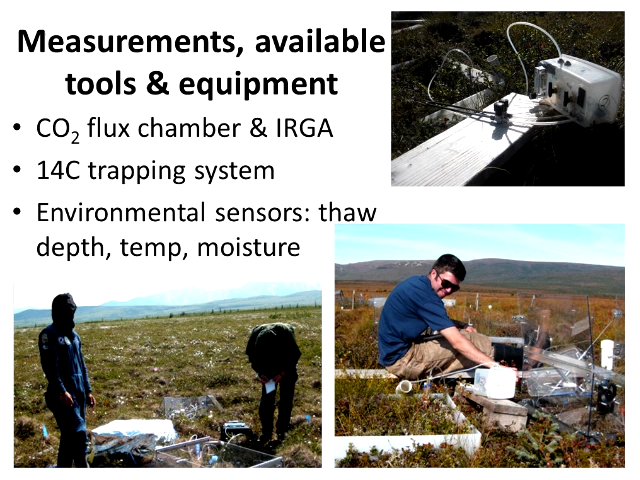 Measurements, available
tools & equipment
• CO₂ flux chamber & IRGA
• 14C trapping system
• Environmental sensors: thaw
depth, temp, moisture